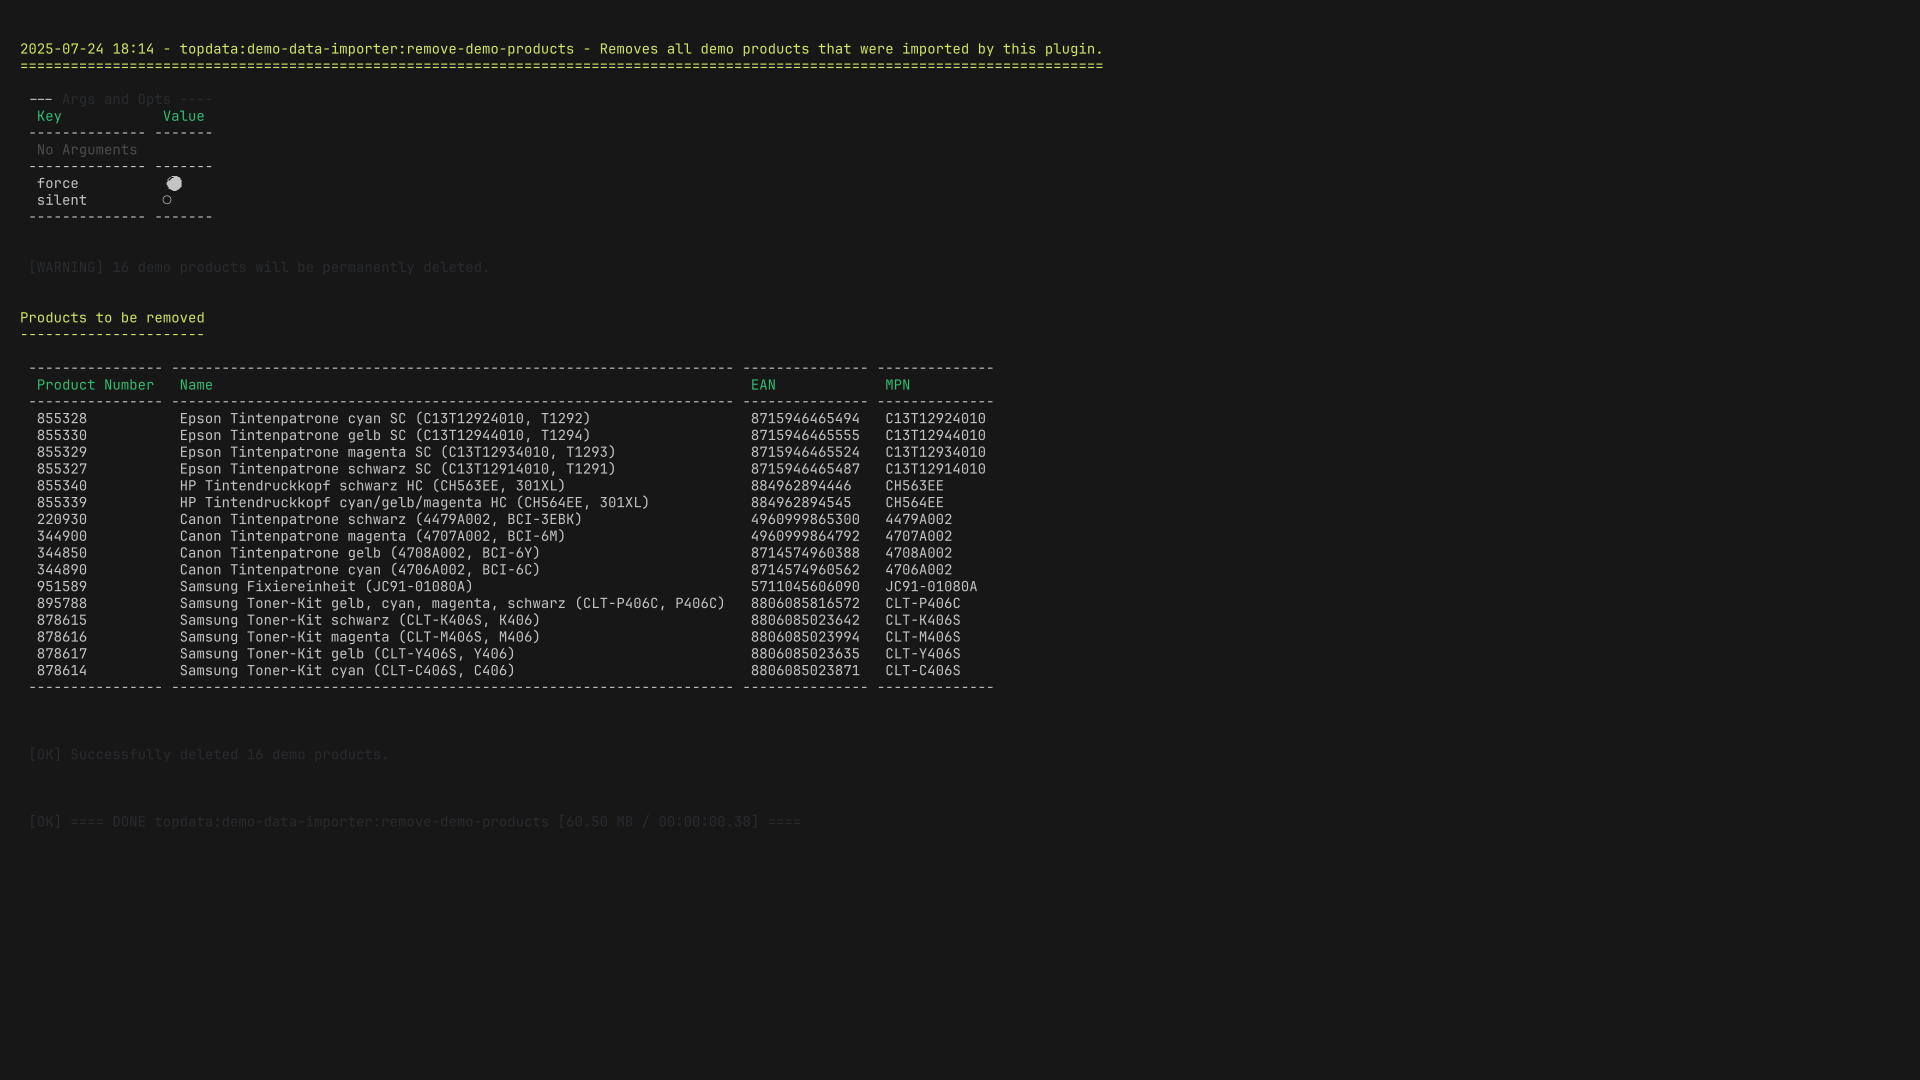 2025-07-24 18:14 - topdata:demo-data-importer:remove-demo-products - Removes all demo products that were imported by this plugin.
=================================================================================================================================
--- Args and Opts ----
Key Value
-------------- -------
No Arguments
-------------- -------
force ⚪
silent ○
-------------- -------
[WARNING] 16 demo products will be permanently deleted.
Products to be removed
----------------------
---------------- ------------------------------------------------------------------- --------------- --------------
Product Number Name EAN MPN
---------------- ------------------------------------------------------------------- --------------- --------------
855328 Epson Tintenpatrone cyan SC (C13T12924010, T1292) 8715946465494 C13T12924010
855330 Epson Tintenpatrone gelb SC (C13T12944010, T1294) 8715946465555 C13T12944010
855329 Epson Tintenpatrone magenta SC (C13T12934010, T1293) 8715946465524 C13T12934010
855327 Epson Tintenpatrone schwarz SC (C13T12914010, T1291) 8715946465487 C13T12914010
855340 HP Tintendruckkopf schwarz HC (CH563EE, 301XL) 884962894446 CH563EE
855339 HP Tintendruckkopf cyan/gelb/magenta HC (CH564EE, 301XL) 884962894545 CH564EE
220930 Canon Tintenpatrone schwarz (4479A002, BCI-3EBK) 4960999865300 4479A002
344900 Canon Tintenpatrone magenta (4707A002, BCI-6M) 4960999864792 4707A002
344850 Canon Tintenpatrone gelb (4708A002, BCI-6Y) 8714574960388 4708A002
344890 Canon Tintenpatrone cyan (4706A002, BCI-6C) 8714574960562 4706A002
951589 Samsung Fixiereinheit (JC91-01080A) 5711045606090 JC91-01080A
895788 Samsung Toner-Kit gelb, cyan, magenta, schwarz (CLT-P406C, P406C) 8806085816572 CLT-P406C
878615 Samsung Toner-Kit schwarz (CLT-K406S, K406) 8806085023642 CLT-K406S
878616 Samsung Toner-Kit magenta (CLT-M406S, M406) 8806085023994 CLT-M406S
878617 Samsung Toner-Kit gelb (CLT-Y406S, Y406) 8806085023635 CLT-Y406S
878614 Samsung Toner-Kit cyan (CLT-C406S, C406) 8806085023871 CLT-C406S
---------------- ------------------------------------------------------------------- --------------- --------------
[OK] Successfully deleted 16 demo products.
[OK] ==== DONE topdata:demo-data-importer:remove-demo-products [60.50 MB / 00:00:00.38] ====